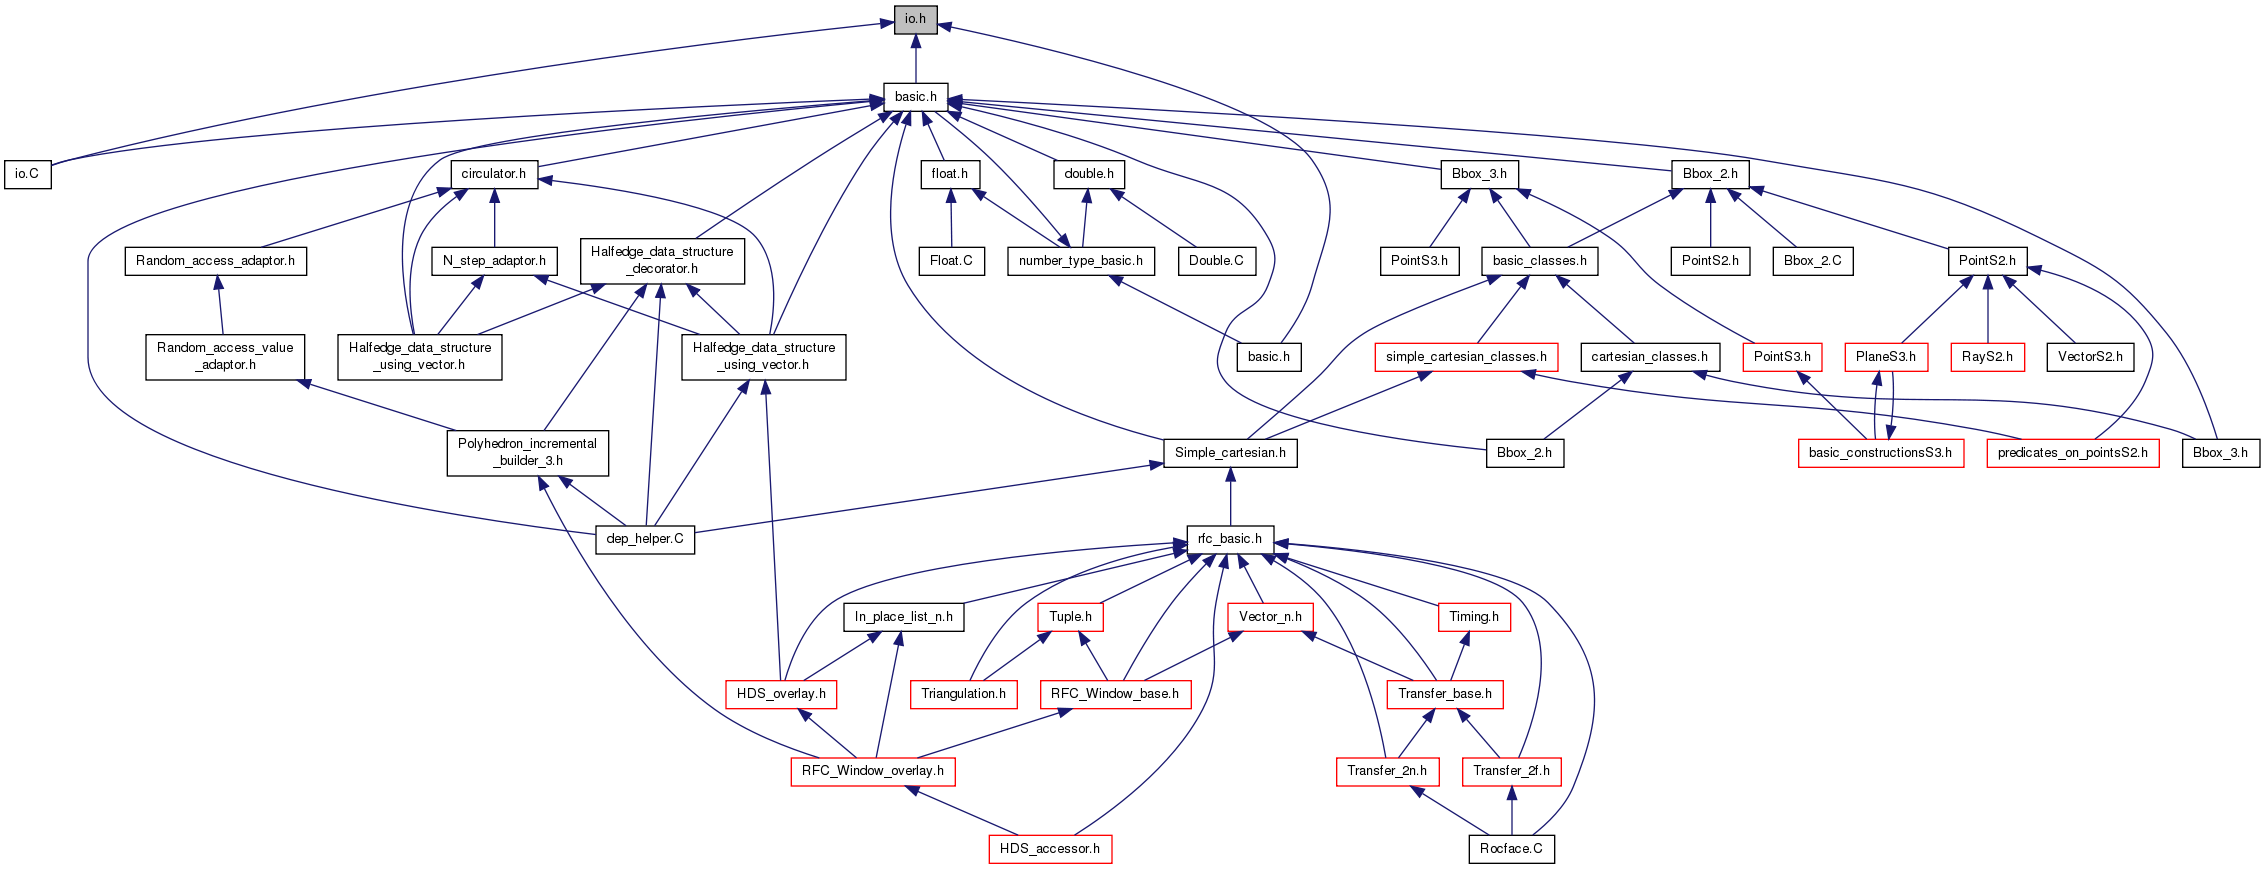 io.h
basic.h
io.C
circulator.h
float.h
double.h
Bbox_3.h
Bbox_2.h
Random_access_adaptor.h
N_step_adaptor.h
Halfedge_data_structure
_decorator.h
Float.C
number_type_basic.h
Double.C
PointS3.h
basic_classes.h
PointS2.h
Bbox_2.C
PointS2.h
Random_access_value
_adaptor.h
Halfedge_data_structure
_using_vector.h
Halfedge_data_structure
_using_vector.h
basic.h
simple_cartesian_classes.h
cartesian_classes.h
PointS3.h
PlaneS3.h
RayS2.h
VectorS2.h
Polyhedron_incremental
_builder_3.h
Simple_cartesian.h
Bbox_2.h
basic_constructionsS3.h
predicates_on_pointsS2.h
Bbox_3.h
dep_helper.C
rfc_basic.h
In_place_list_n.h
Tuple.h
Vector_n.h
Timing.h
HDS_overlay.h
Triangulation.h
RFC_Window_base.h
Transfer_base.h
RFC_Window_overlay.h
Transfer_2n.h
Transfer_2f.h
HDS_accessor.h
Rocface.C